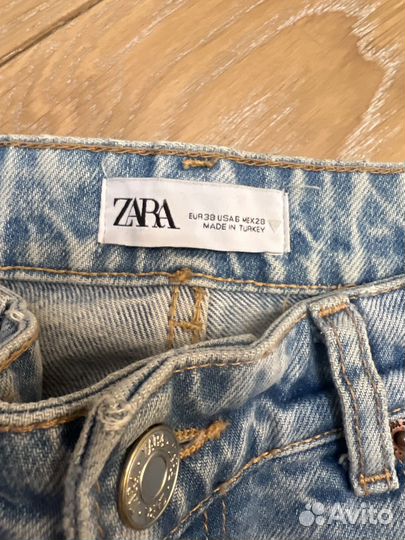 ZARA
EUR 38 USA 6 MEX 28
MADE IN TURKEY
ZARA
Avito